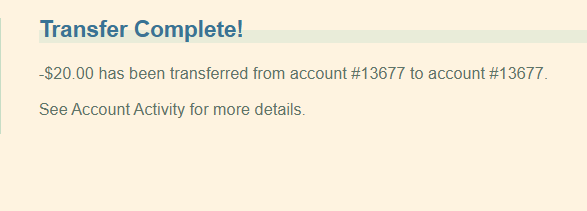 Transfer Complete!
-$20.00 has been transferred from account #13677 to account #13677.
See Account Activity for more details.